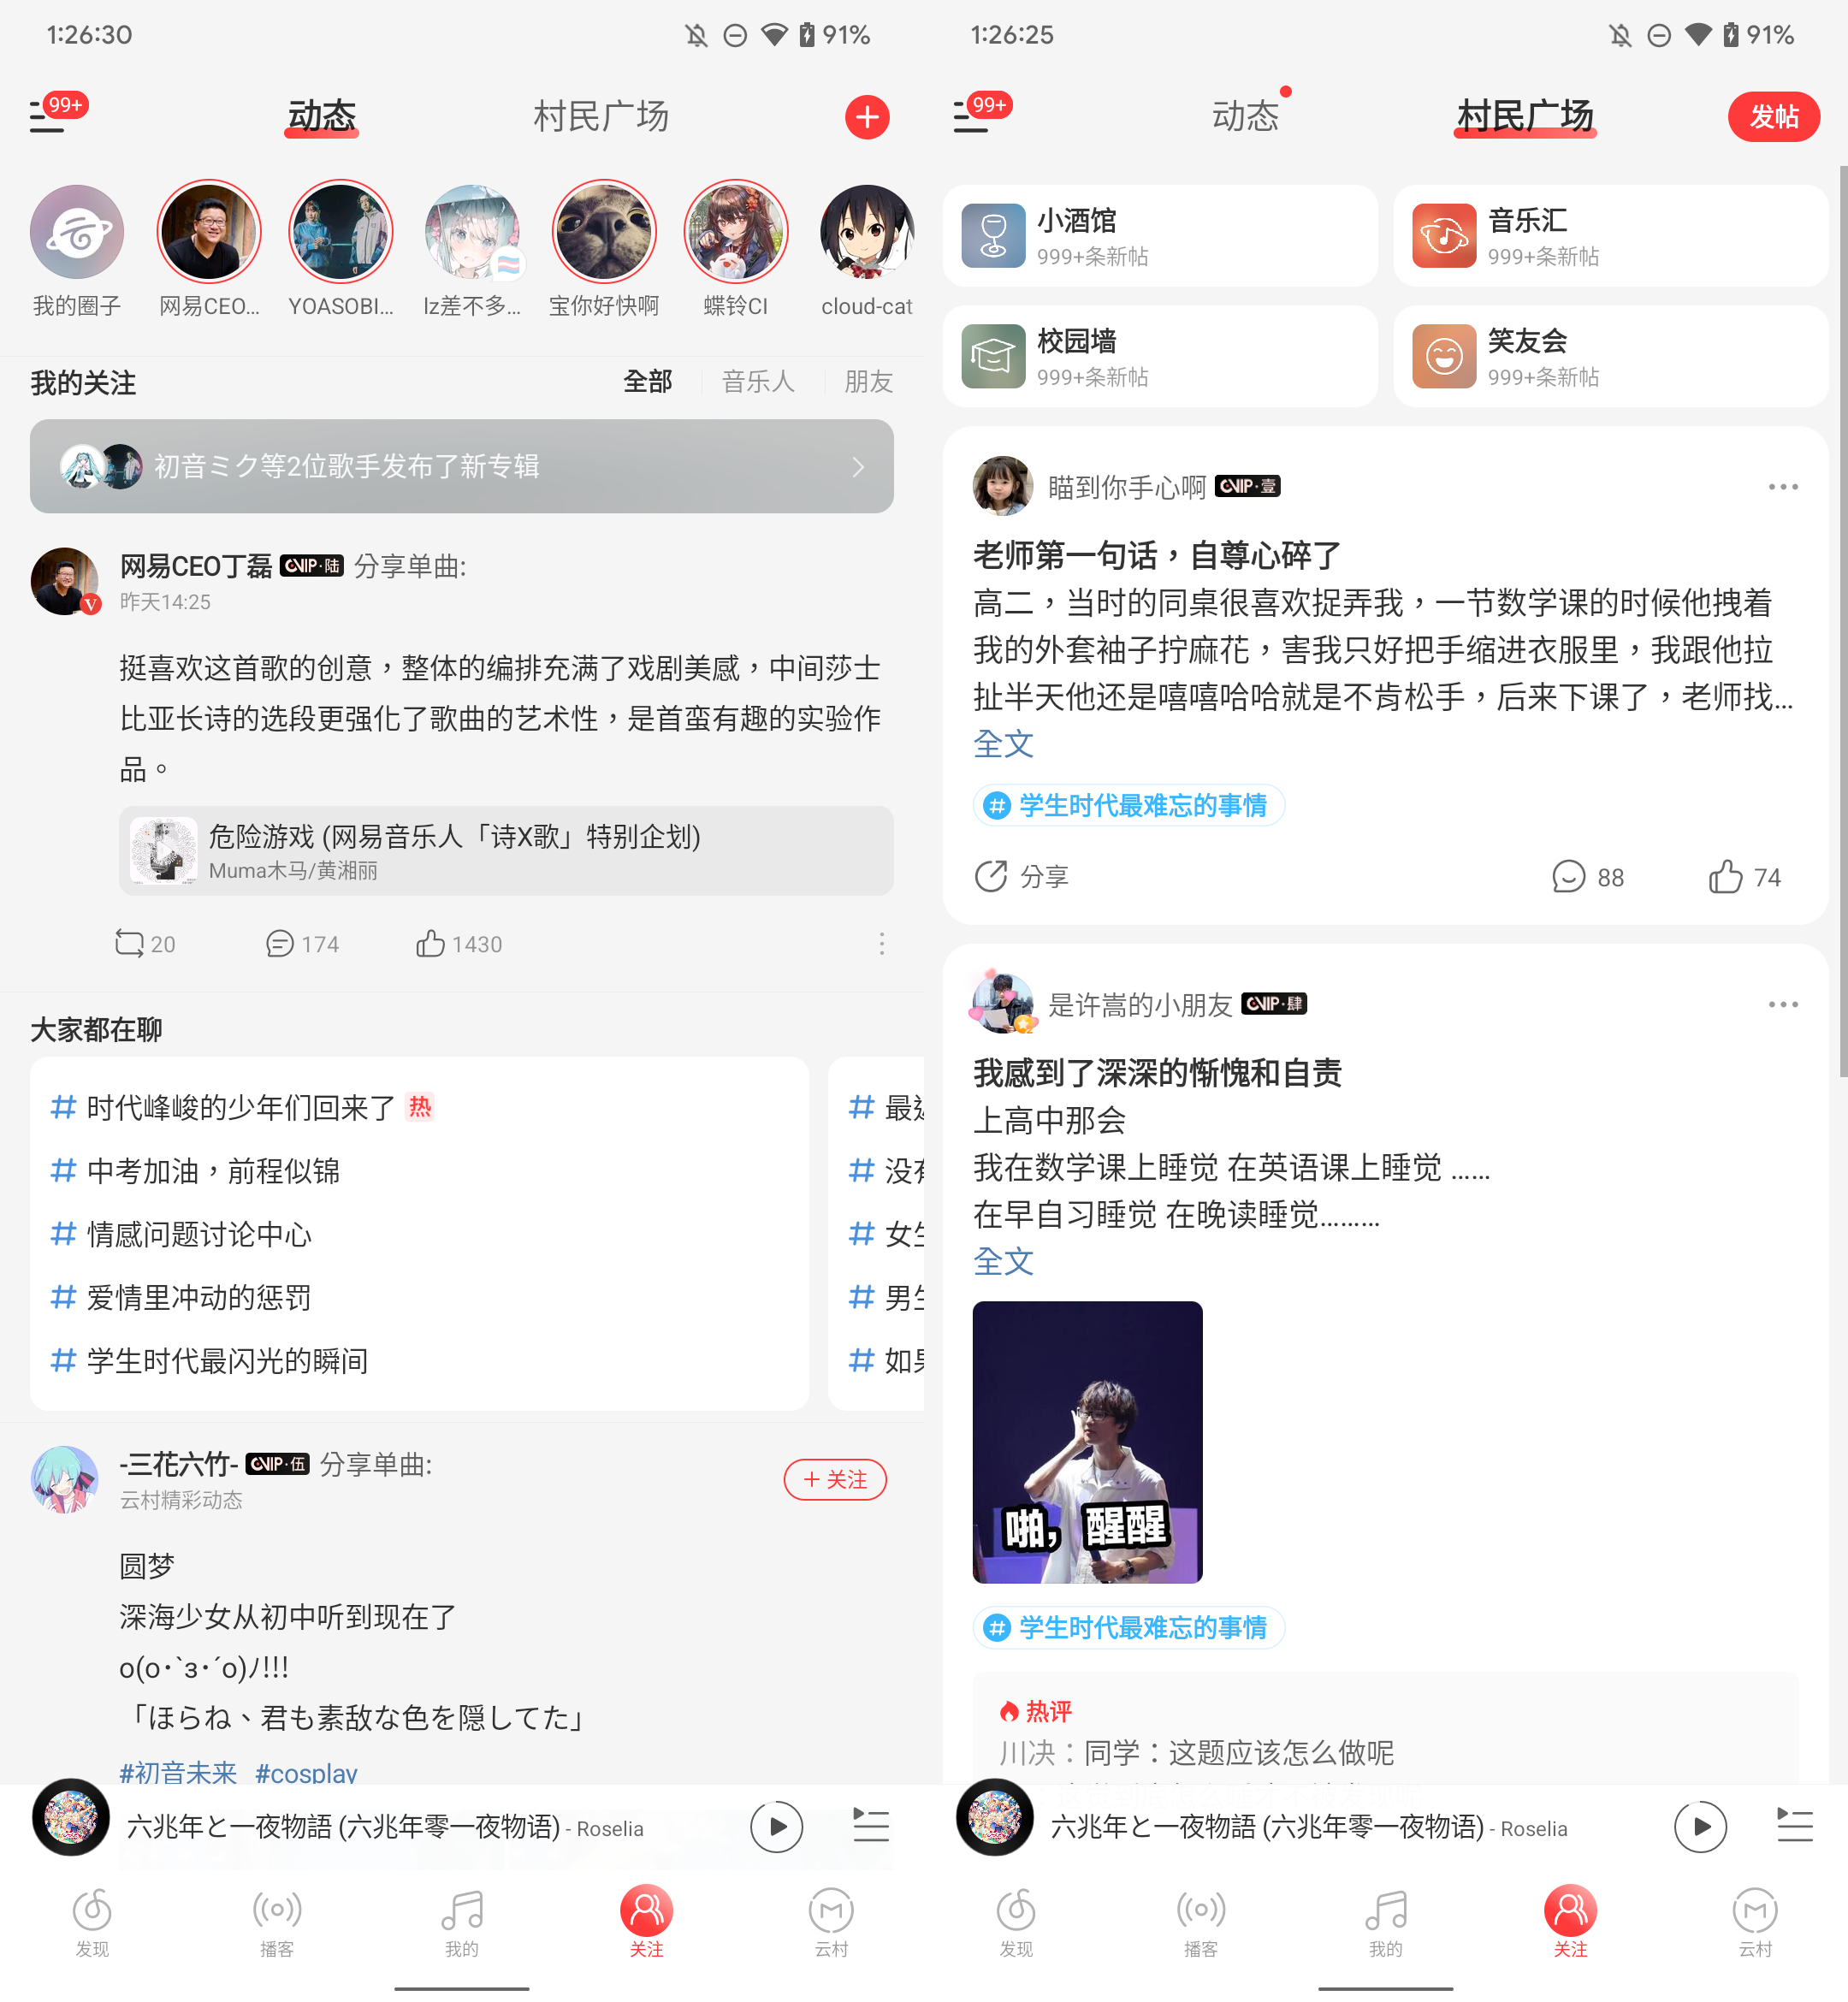 1:26:30
91%
99+
动态
村民广场
我的圈子
网易CEO...
YOASOBI...
lz差不多...
宝你好快啊
蝶铃CI
cloud-cat
我的关注
全部
音乐人
朋友
初音ミク等2位歌手发布了新专辑
网易CEO丁磊 VIP·陆 分享单曲:
昨天14:25
挺喜欢这首歌的创意，整体的编排充满了戏剧美感，中间莎士
比亚长诗的选段更强化了歌曲的艺术性，是首蛮有趣的实验作
品。
危险游戏 (网易音乐人「诗X歌」特别企划)
Muma木马/黄湘丽
20
174
1430
大家都在聊
# 时代峰峻的少年们回来了 热
# 中考加油，前程似锦
# 情感问题讨论中心
# 爱情里冲动的惩罚
# 学生时代最闪光的瞬间
# 最
# 没
# 女
# 男
# 如
-三花六竹- VIP·伍 分享单曲:
云村精彩动态
+ 关注
圆梦
深海少女从初中听到现在了
o(o･`з･´o)ﾉ!!!
「ほらね、君も素敌な色を隠してた」
#初音未来 #cosplay
六兆年と一夜物語 (六兆年零一夜物语) - Roselia
发现
播客
我的
关注
云村
1:26:25
91%
99+
动态
村民广场
发帖
小酒馆
999+条新帖
音乐汇
999+条新帖
校园墙
999+条新帖
笑友会
999+条新帖
瞄到你手心啊 VIP·壹
老师第一句话，自尊心碎了
高二，当时的同桌很喜欢捉弄我，一节数学课的时候他拽着
我的外套袖子拧麻花，害我只好把手缩进衣服里，我跟他拉
扯半天他还是嘻嘻哈哈就是不肯松手，后来下课了，老师找...
全文
# 学生时代最难忘的事情
分享
88
74
是许嵩的小朋友 VIP·肆
我感到了深深的惭愧和自责
上高中那会
我在数学课上睡觉 在英语课上睡觉 ……
在早自习睡觉 在晚读睡觉………
全文
啪，醒醒
# 学生时代最难忘的事情
热评
川决：同学：这题应该怎么做呢
六兆年と一夜物語 (六兆年零一夜物语) - Roselia
发现
播客
我的
关注
云村